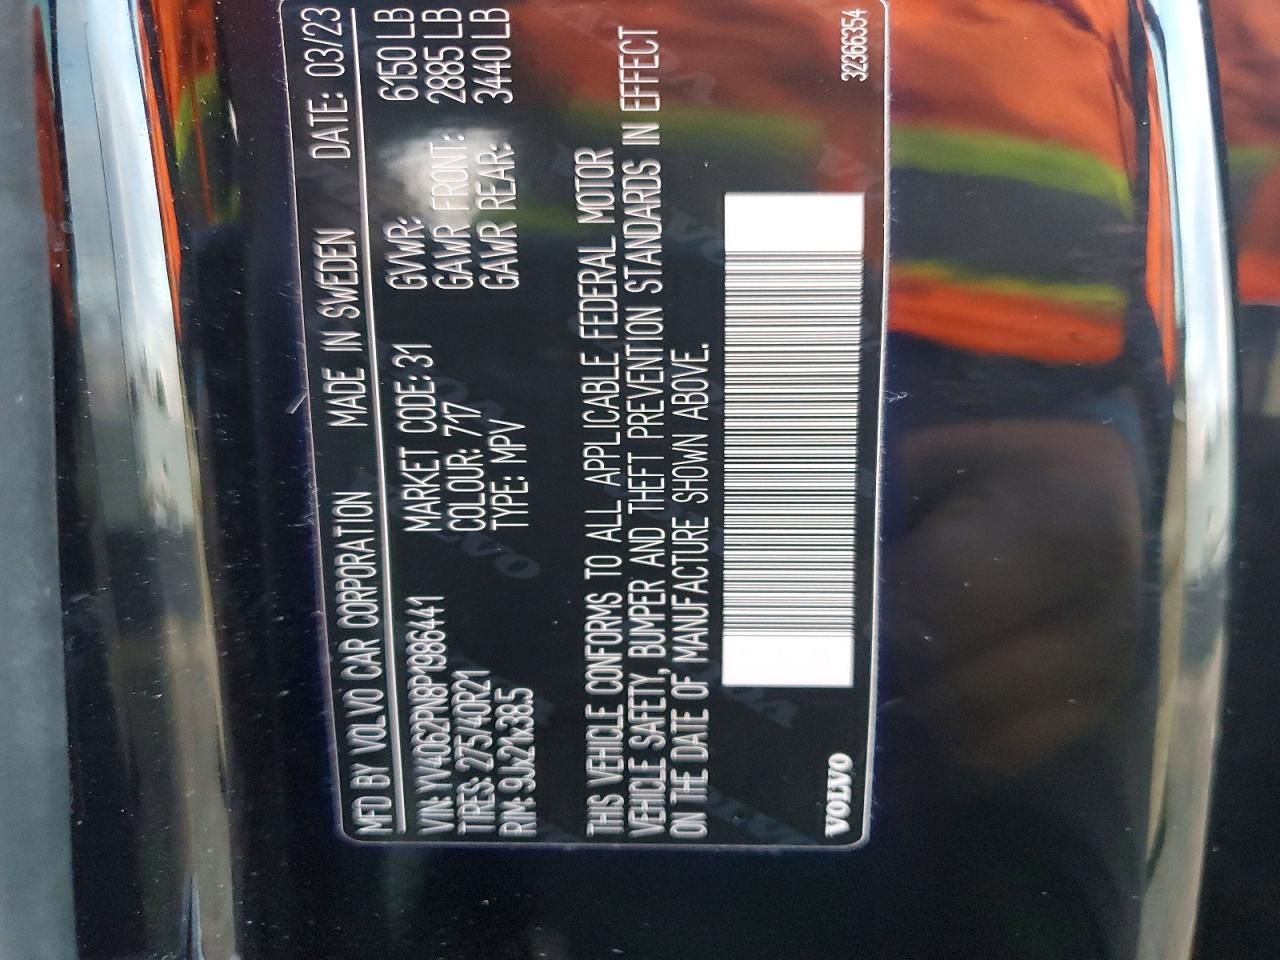 MFD BY VOLVO CAR CORPORATION MADE IN SWEDEN DATE: 03/23
VIN: YV4062PN8P1986441 MARKET CODE: 31 GVWR: 6150 LB
TIRES: 275/40R21 COLOUR: 717 GAWR FRONT: 2885 LB
RIM: 9Jx21x38.5 TYPE: MPV GAWR REAR: 3440 LB
THIS VEHICLE CONFORMS TO ALL APPLICABLE FEDERAL MOTOR
VEHICLE SAFETY, BUMPER AND THEFT PREVENTION STANDARDS IN EFFECT
ON THE DATE OF MANUFACTURE SHOWN ABOVE.
VOLVO 32366354